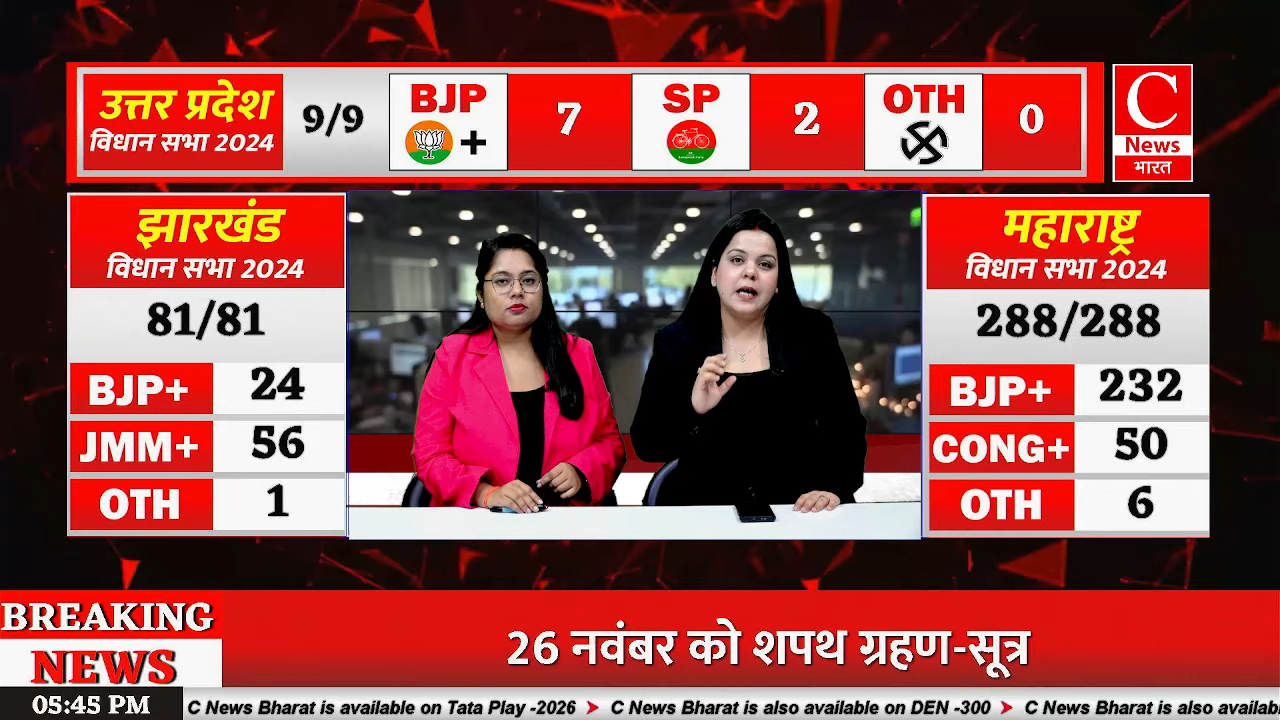 उत्तर प्रदेश
विधान सभा 2024
9/9
BJP
+
7
SP
2
OTH
0
C
News
भारत
झारखंड
विधान सभा 2024
81/81
BJP+ 24
JMM+ 56
OTH 1
महाराष्ट्र
विधान सभा 2024
288/288
BJP+ 232
CONG+ 50
OTH 6
BREAKING
NEWS
26 नवंबर को शपथ ग्रहण-सूत्र
05:45 PM
C News Bharat is available on Tata Play -2026 ➤ C News Bharat is also available on DEN -300 ➤ C News Bharat is also availab